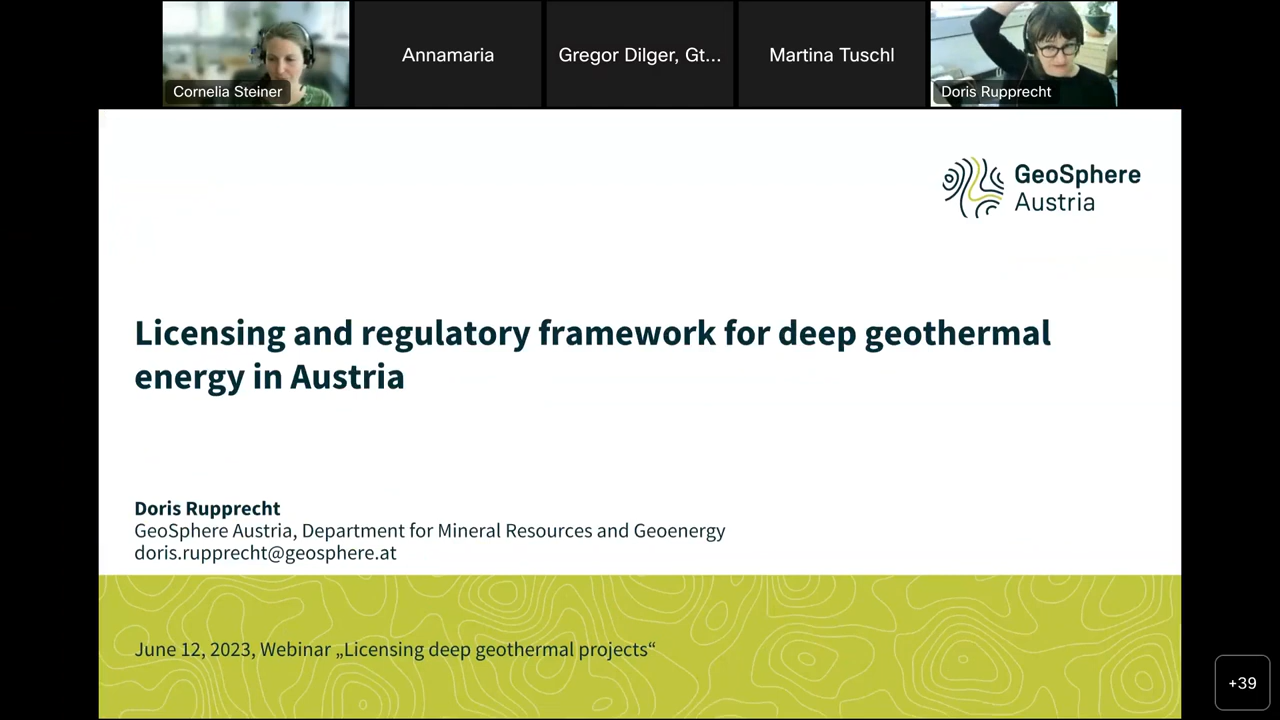 Cornelia Steiner
Annamaria
Gregor Dilger, Gt...
Martina Tuschl
Doris Rupprecht
GeoSphere
Austria
Licensing and regulatory framework for deep geothermal
energy in Austria
Doris Rupprecht
GeoSphere Austria, Department for Mineral Resources and Geoenergy
doris.rupprecht@geosphere.at
June 12, 2023, Webinar „Licensing deep geothermal projects“
+39